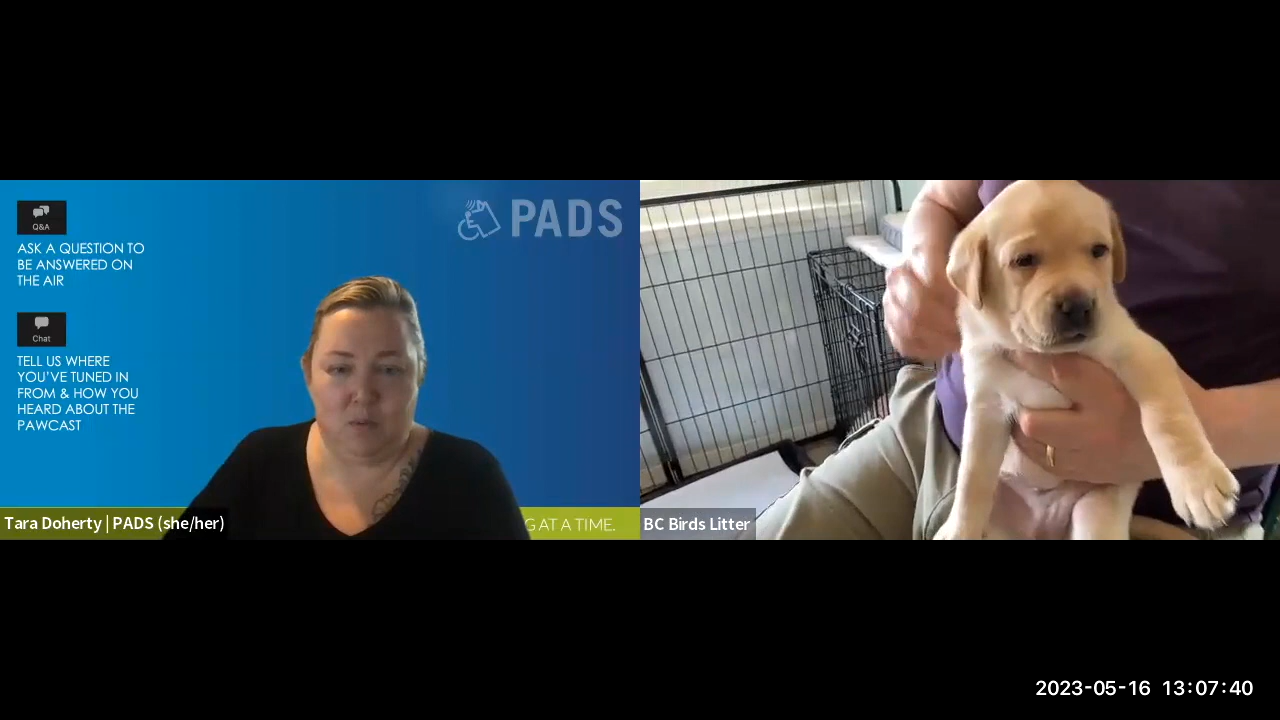 Q&A
ASK A QUESTION TO
BE ANSWERED ON
THE AIR
Chat
TELL US WHERE
YOU'VE TUNED IN
FROM & HOW YOU
HEARD ABOUT THE
PAWCAST
PADS
Tara Doherty | PADS (she/her)
G AT A TIME.
BC Birds Litter
2023-05-16 13:07:40